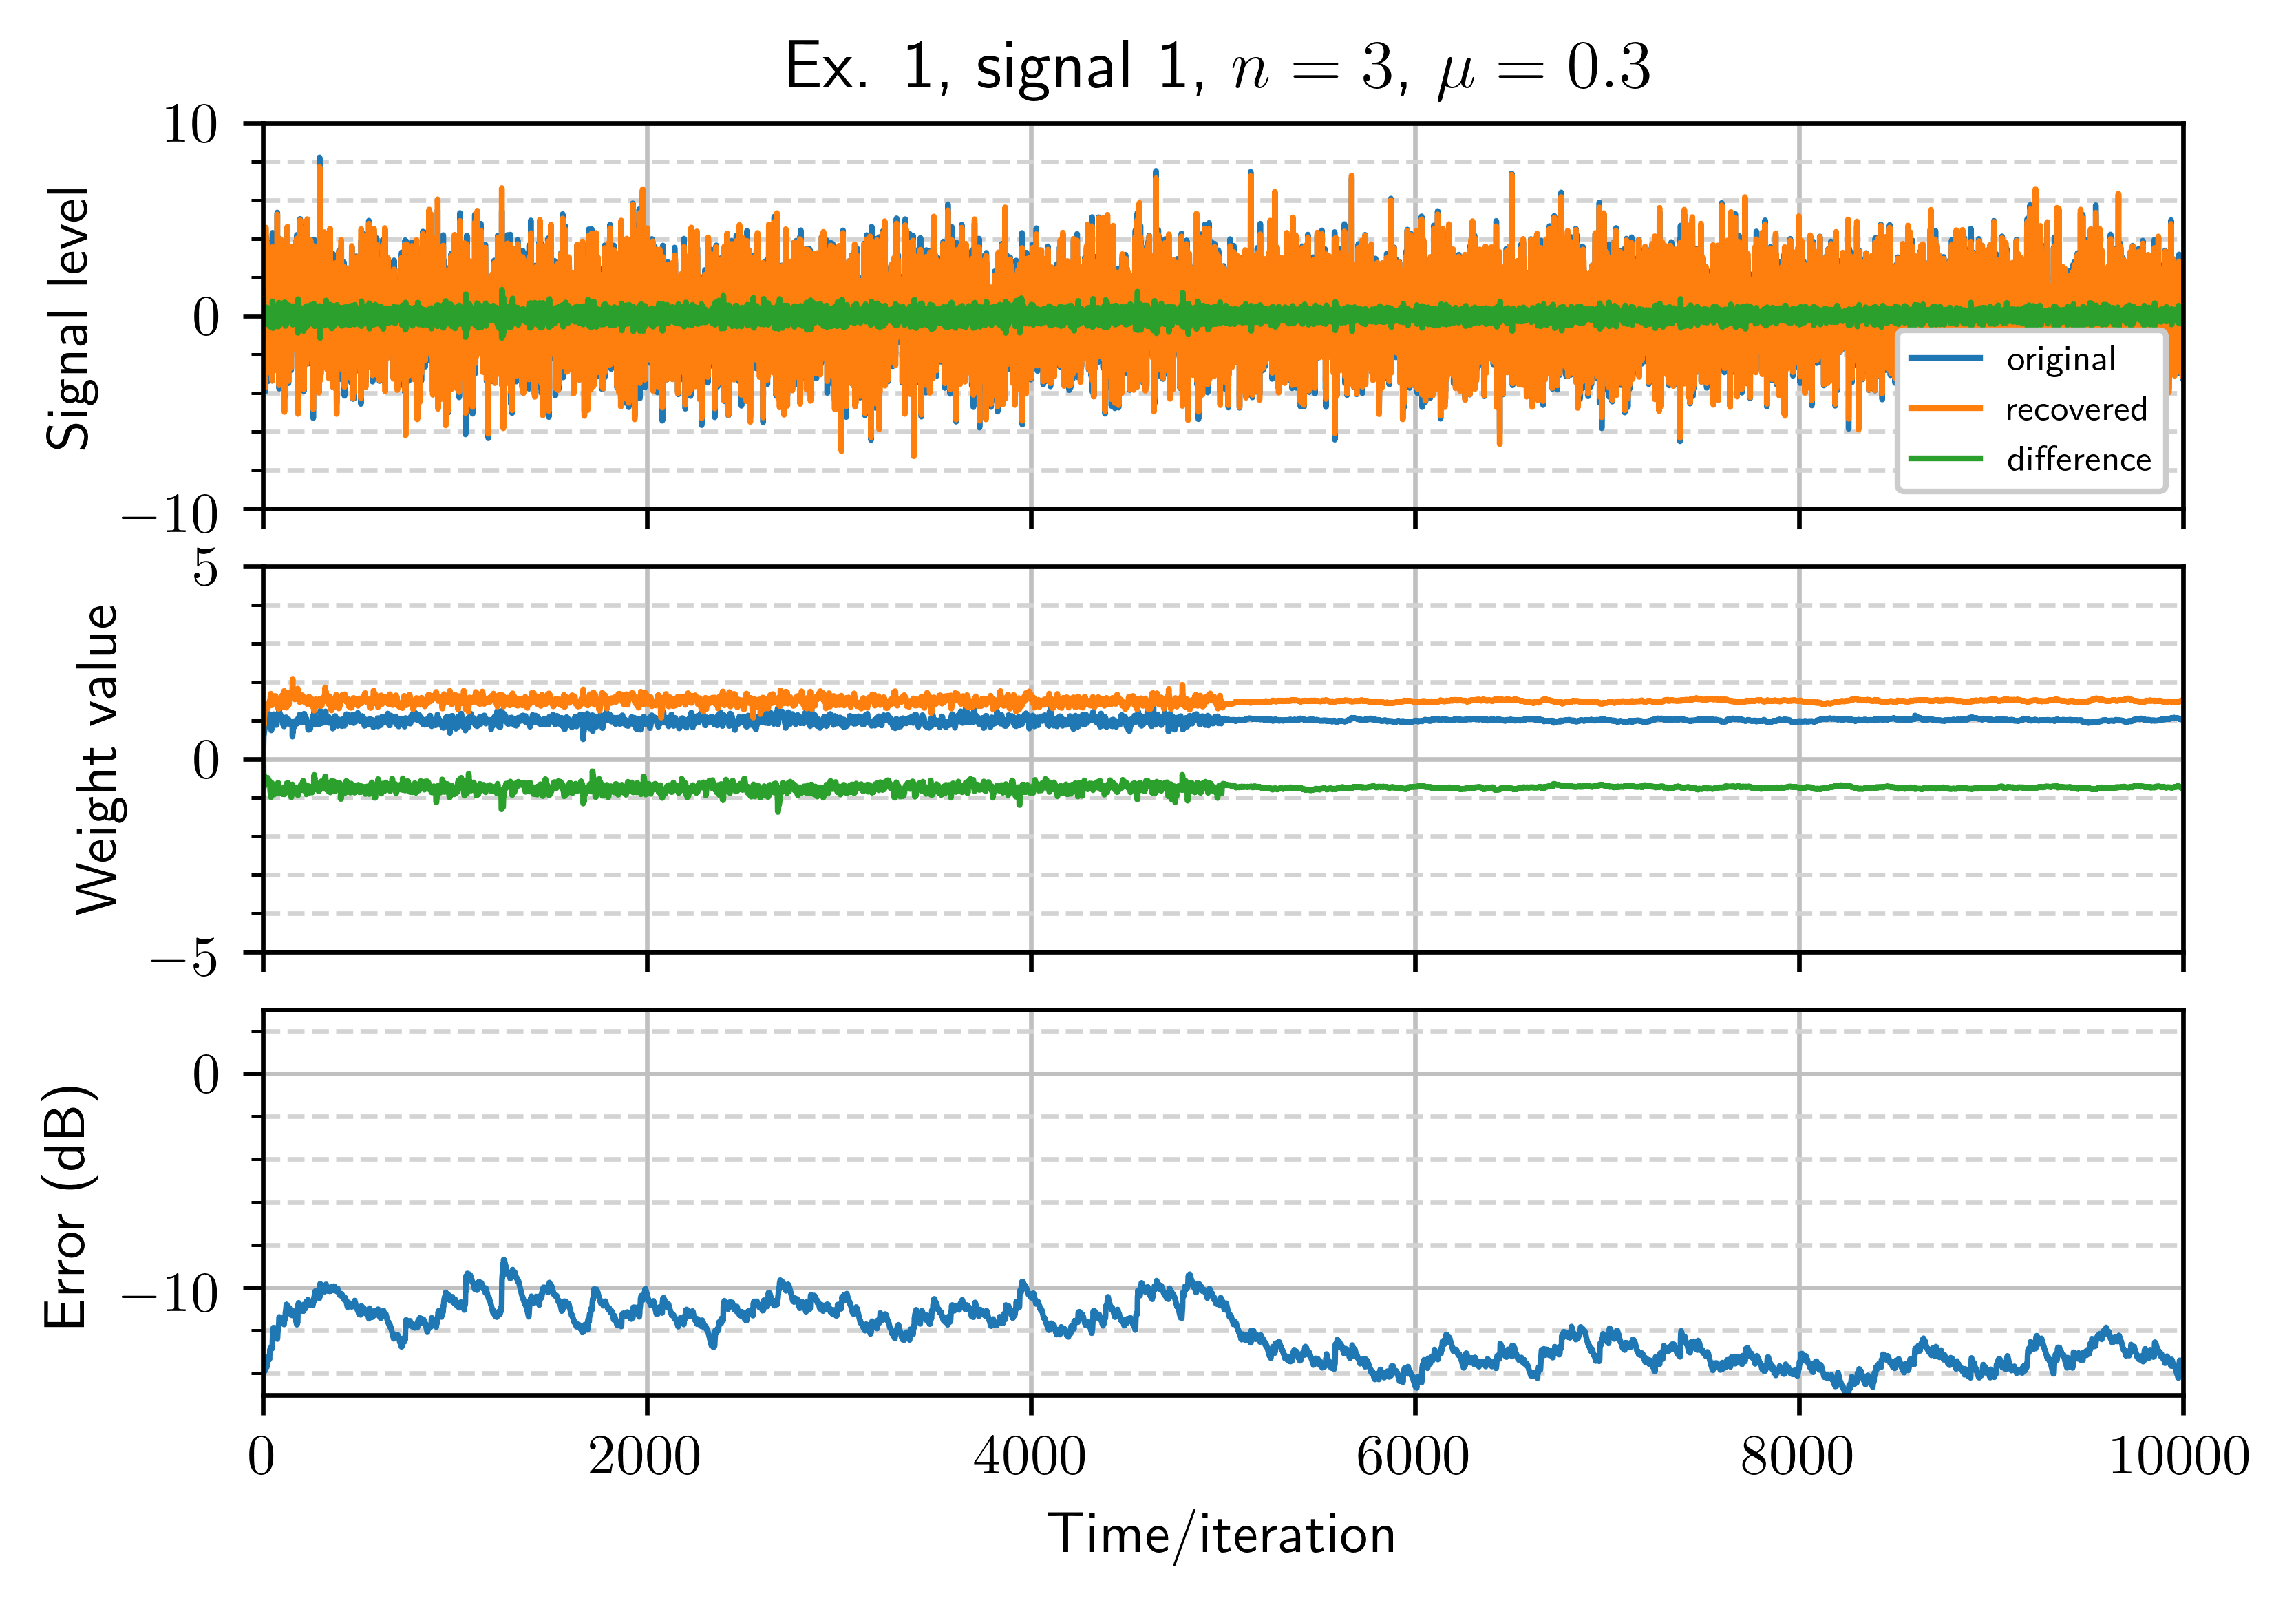 Ex. 1, signal 1, n = 3, μ = 0.3
10
0
−10
Signal level
original
recovered
difference
5
0
−5
Weight value
0
−10
Error (dB)
0 2000 4000 6000 8000 10000
Time/iteration